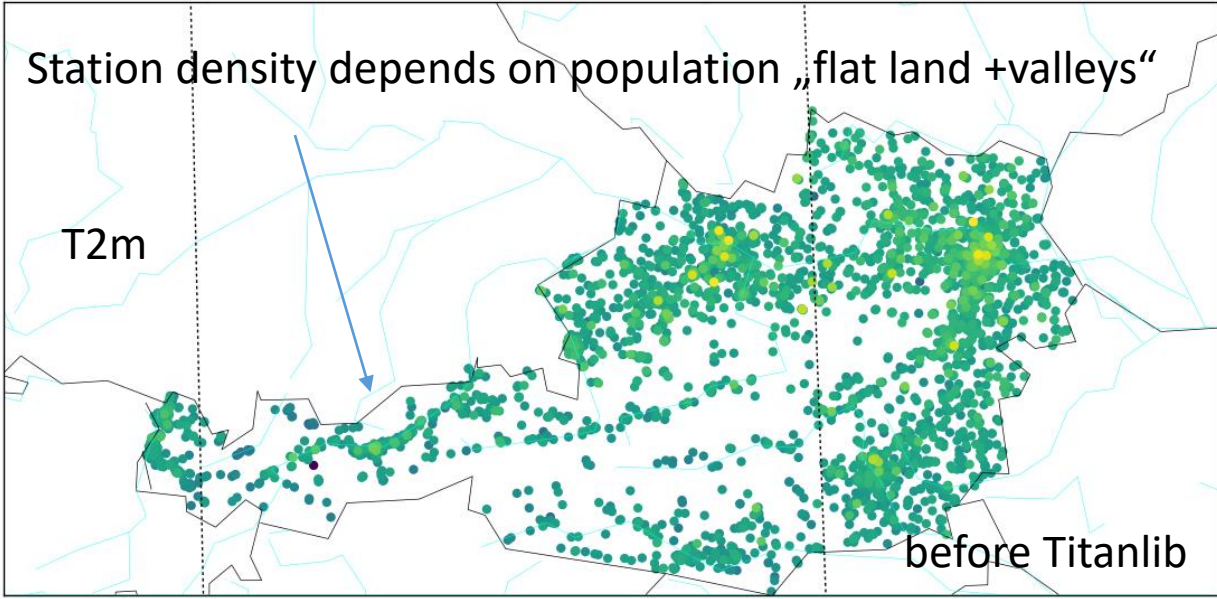 Station density depends on population „flat land +valleys“
T2m
before Titanlib